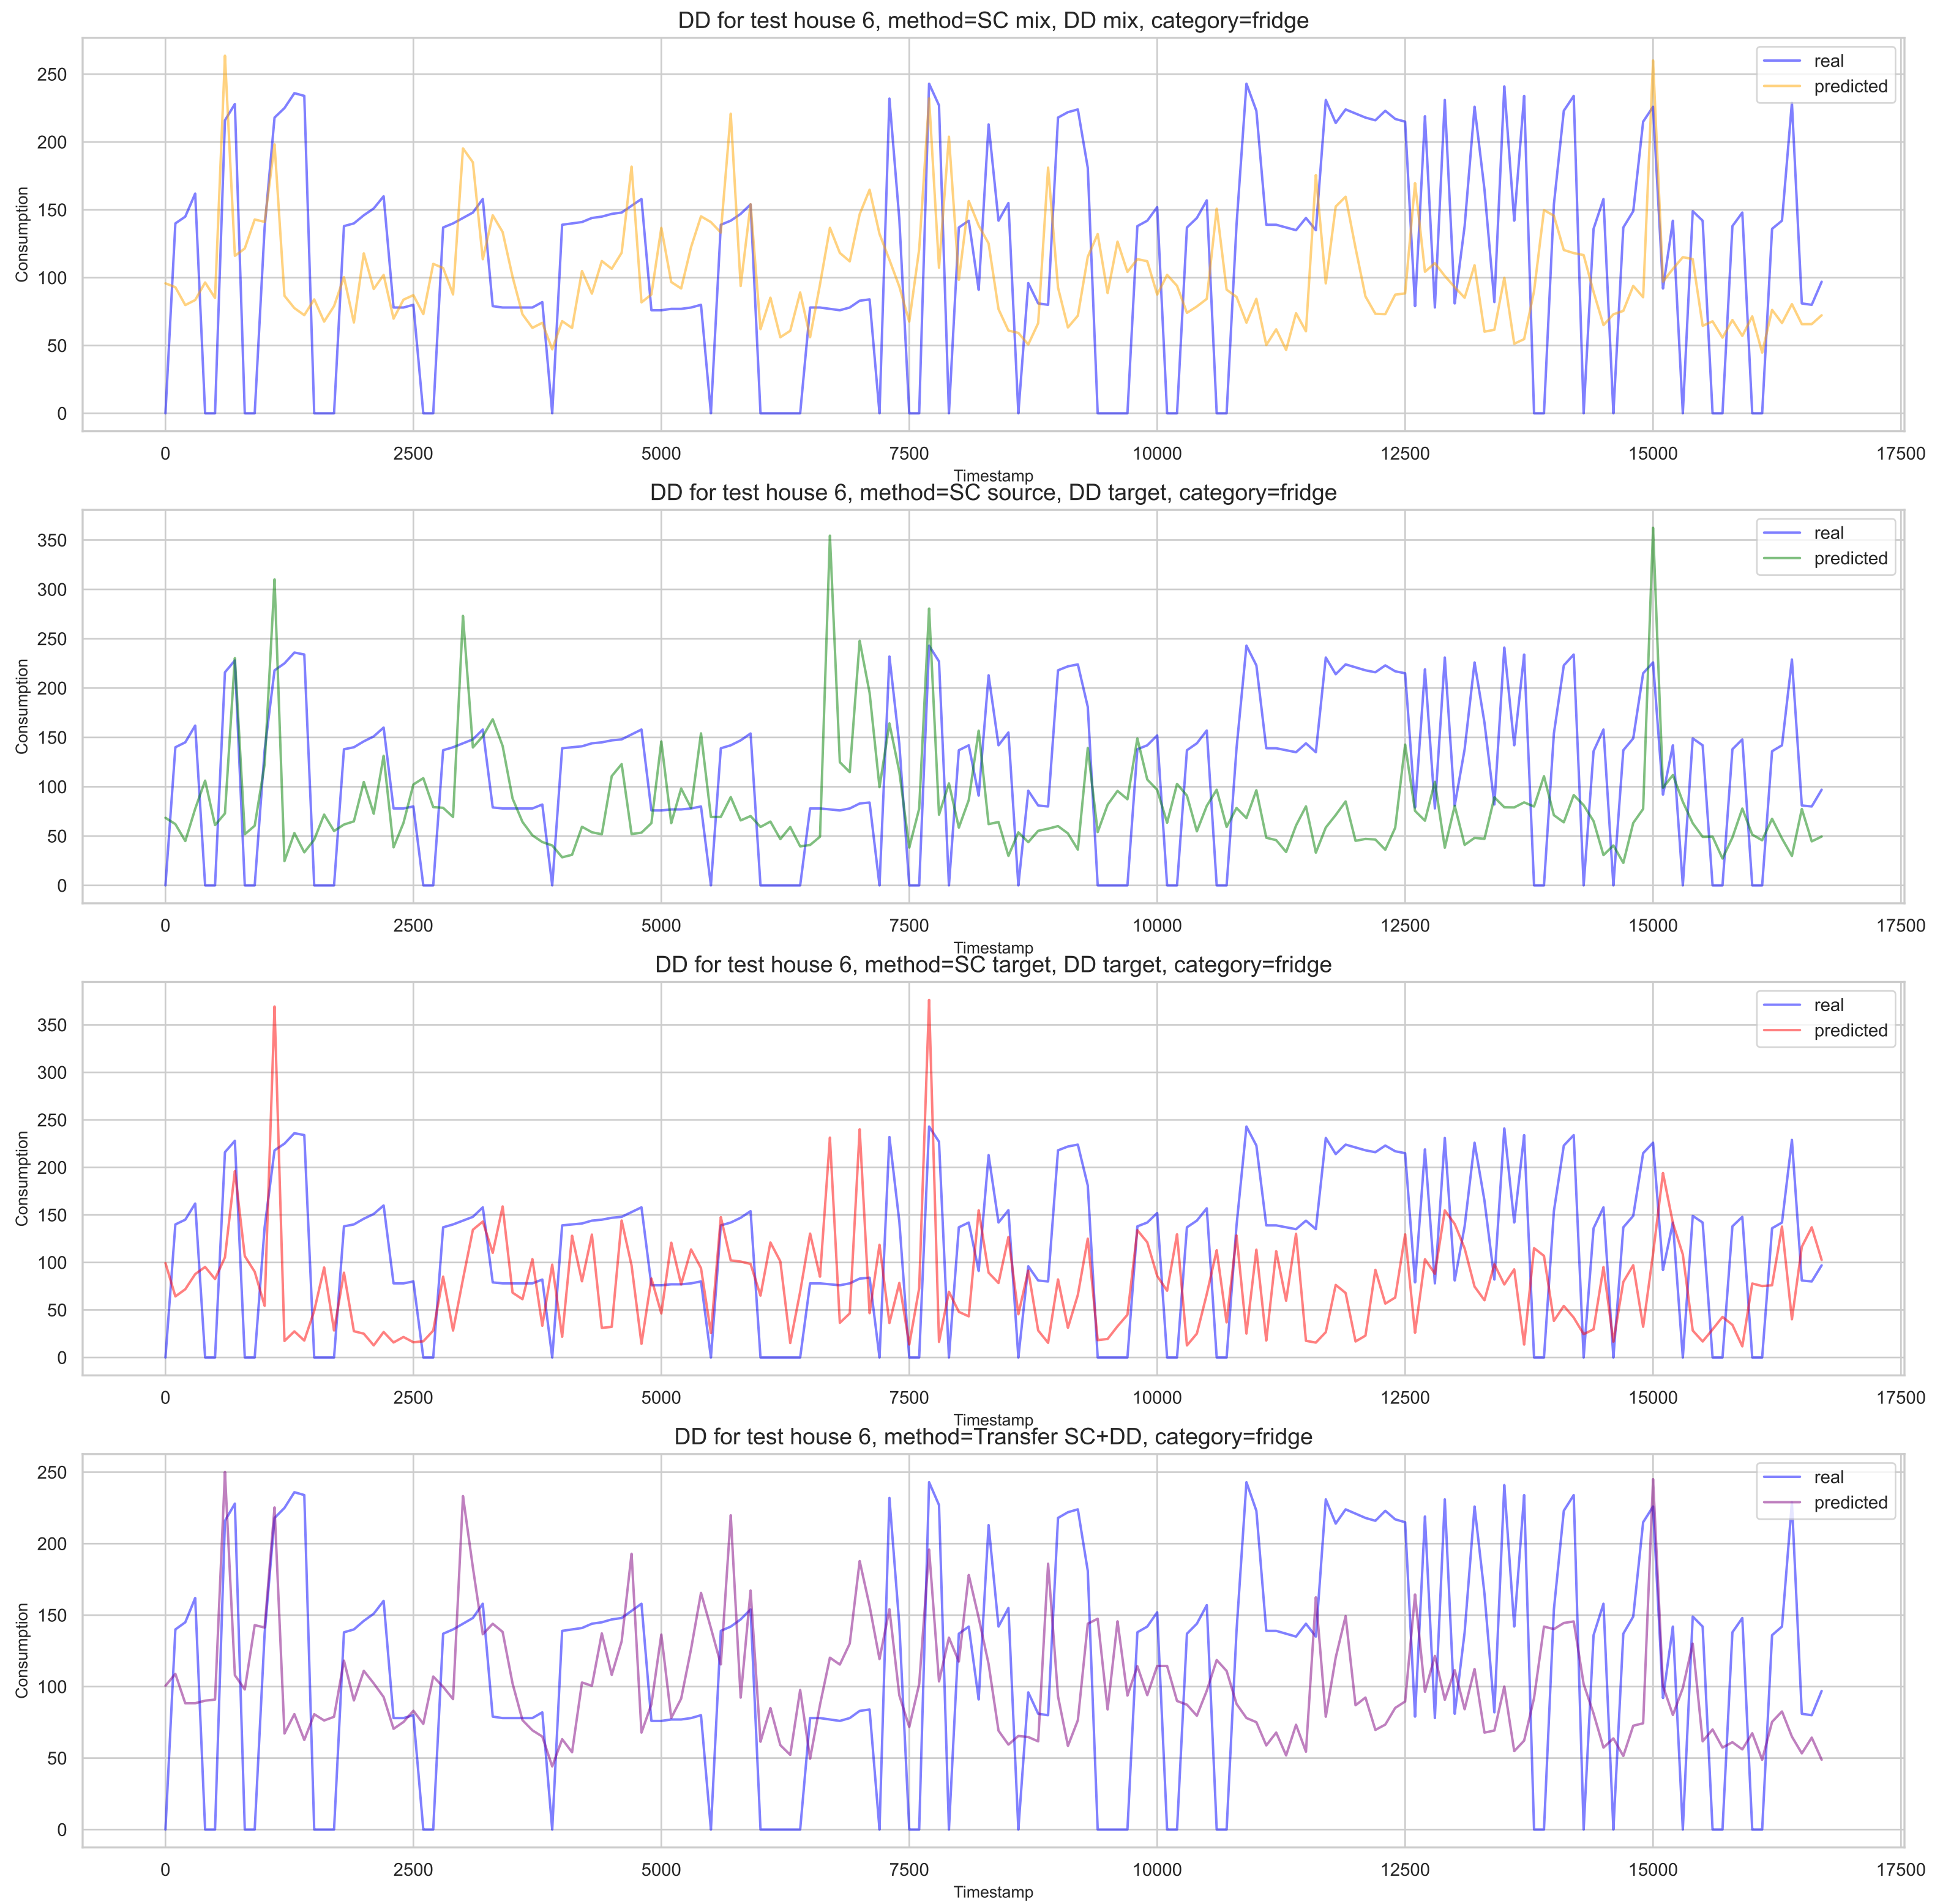 DD for test house 6, method=SC mix, DD mix, category=fridge
real
predicted
Consumption
250
200
150
100
50
0
0 2500 5000 7500 10000 12500 15000 17500
Timestamp
DD for test house 6, method=SC source, DD target, category=fridge
real
predicted
Consumption
350
300
250
200
150
100
50
0
0 2500 5000 7500 10000 12500 15000 17500
Timestamp
DD for test house 6, method=SC target, DD target, category=fridge
real
predicted
Consumption
350
300
250
200
150
100
50
0
0 2500 5000 7500 10000 12500 15000 17500
Timestamp
DD for test house 6, method=Transfer SC+DD, category=fridge
real
predicted
Consumption
250
200
150
100
50
0
0 2500 5000 7500 10000 12500 15000 17500
Timestamp